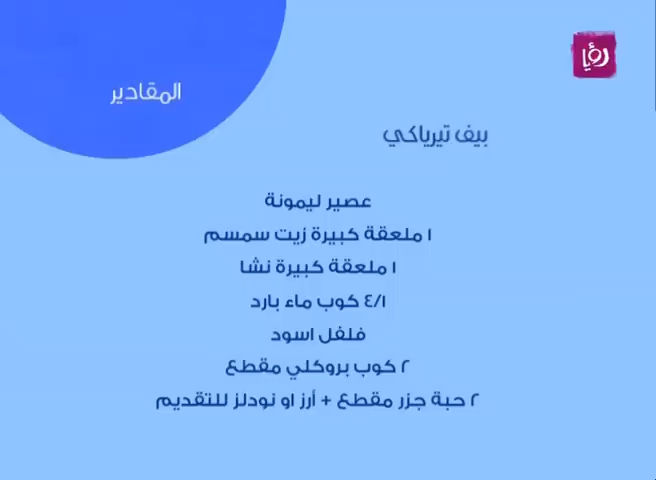 رؤيا
المقادير
بيف تيرياكي
عصير ليمونة
١ ملعقة كبيرة زيت سمسم
١ ملعقة كبيرة نشا
٤/١ كوب ماء بارد
فلفل اسود
٢ كوب بروكلي مقطع
٢ حبة جزر مقطع + أرز او نودلز للتقديم